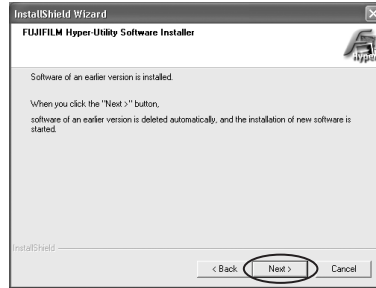 InstallShield Wizard
FUJIFILM Hyper-Utility Software Installer
Hyper
Software of an earlier version is installed.
When you click the "Next >" button,
software of an earlier version is deleted automatically, and the installation of new software is
started.
InstallShield
< Back
Next >
Cancel